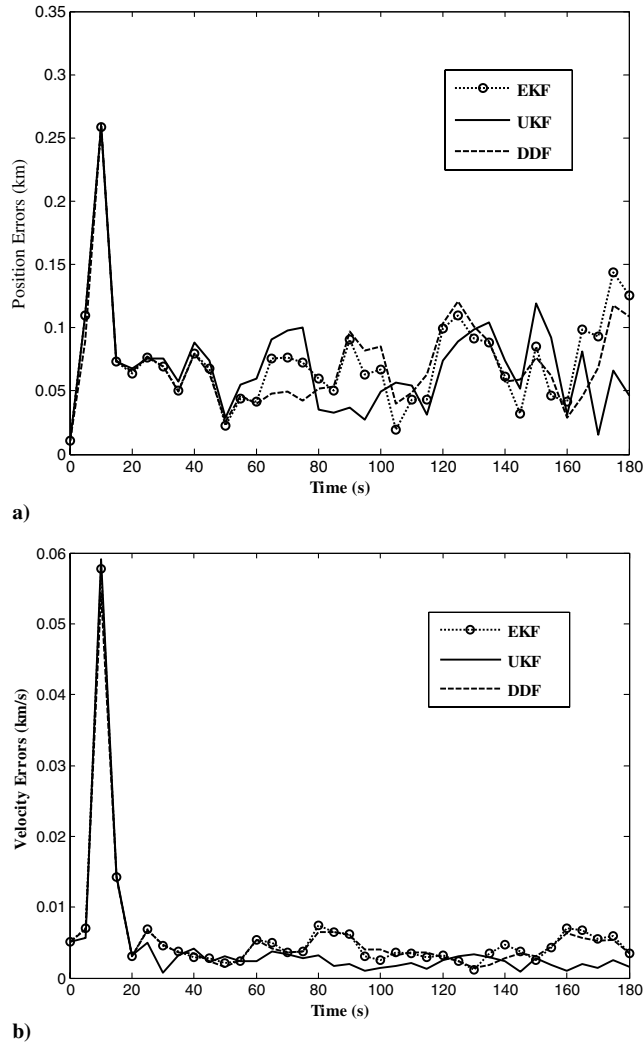 0.35
0.3
0.25
0.2
0.15
0.1
0.05
0
Position Errors (km)
EKF
UKF
DDF
0 20 40 60 80 100 120 140 160 180
Time (s)
a)
0.06
0.05
0.04
0.03
0.02
0.01
0
Velocity Errors (km/s)
EKF
UKF
DDF
0 20 40 60 80 100 120 140 160 180
Time (s)
b)